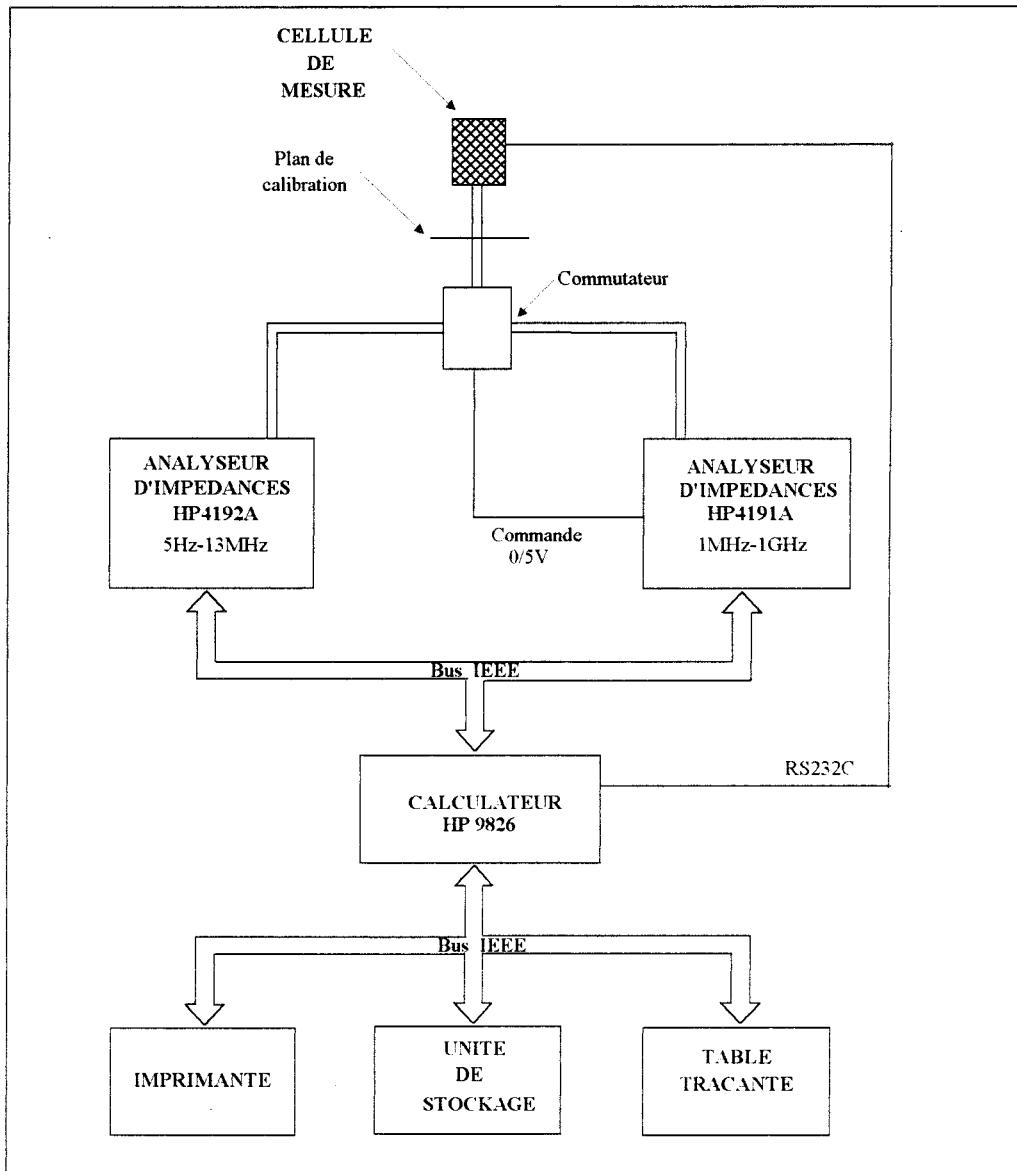 CELLULE
DE
MESURE
Plan de
calibration
Commutateur
ANALYSEUR
D'IMPEDANCES
HP4192A
5Hz-13MHz
ANALYSEUR
D'IMPEDANCES
HP4191A
1MHz-1GHz
Commande
0/5V
Bus IEEE
RS232C
CALCULATEUR
HP 9826
Bus IEEE
IMPRIMANTE
UNITE
DE
STOCKAGE
TABLE
TRACANTE